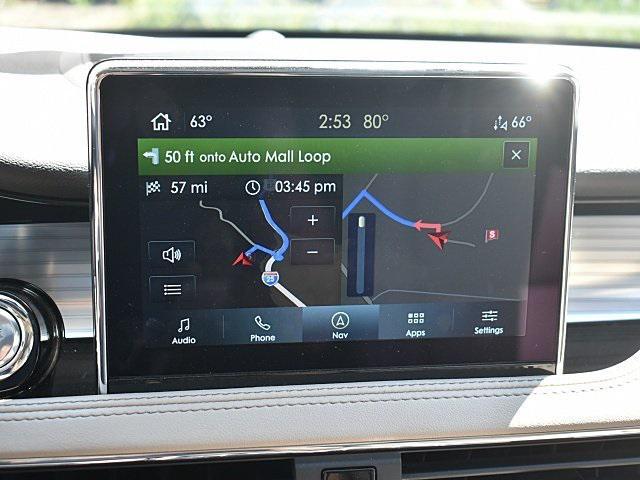 63° 2:53 80° 66°
50 ft onto Auto Mall Loop ×
57 mi 03:45 pm
+
S
−
25
Audio Phone Nav Apps Settings